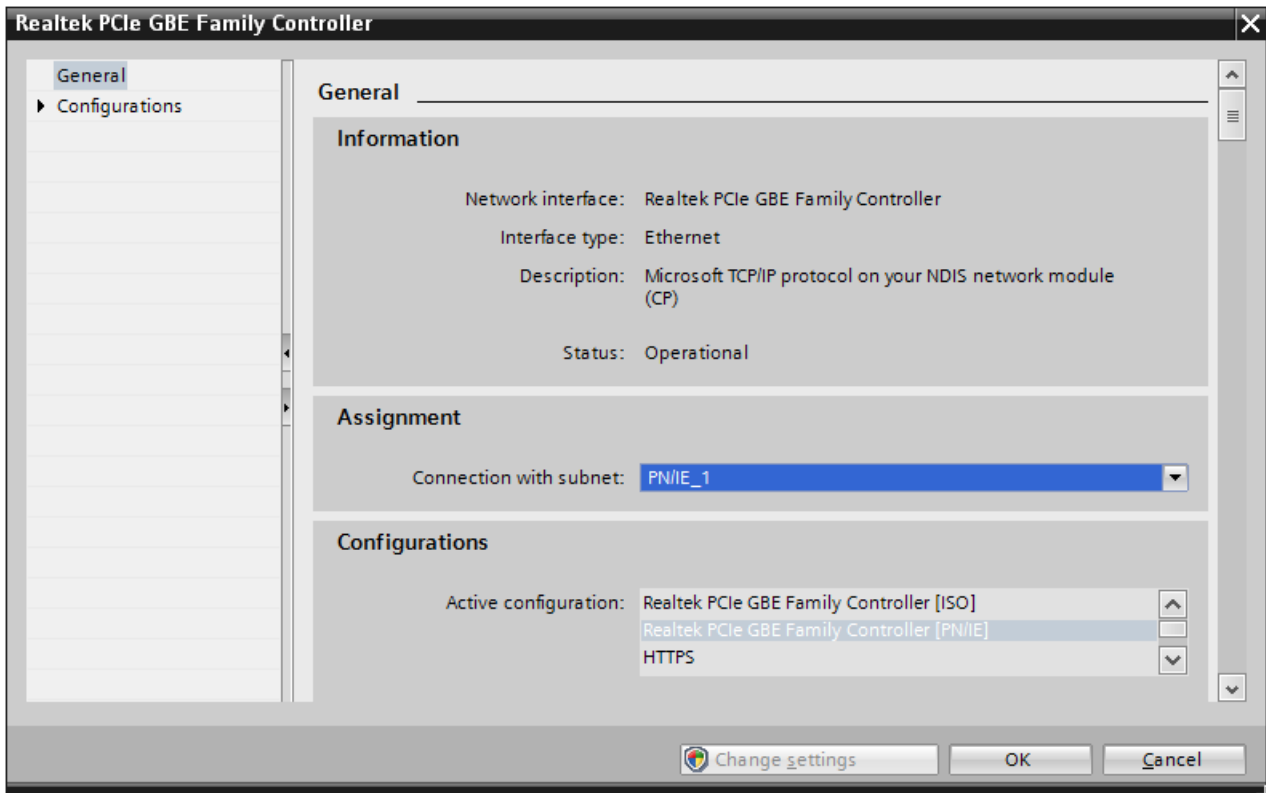 Realtek PCIe GBE Family Controller
General
Configurations
General
Information
Network interface: Realtek PCIe GBE Family Controller
Interface type: Ethernet
Description: Microsoft TCP/IP protocol on your NDIS network module
(CP)
Status: Operational
Assignment
Connection with subnet: PN/IE_1
Configurations
Active configuration: Realtek PCIe GBE Family Controller [ISO]
Realtek PCIe GBE Family Controller [PN/IE]
HTTPS
Change settings OK Cancel